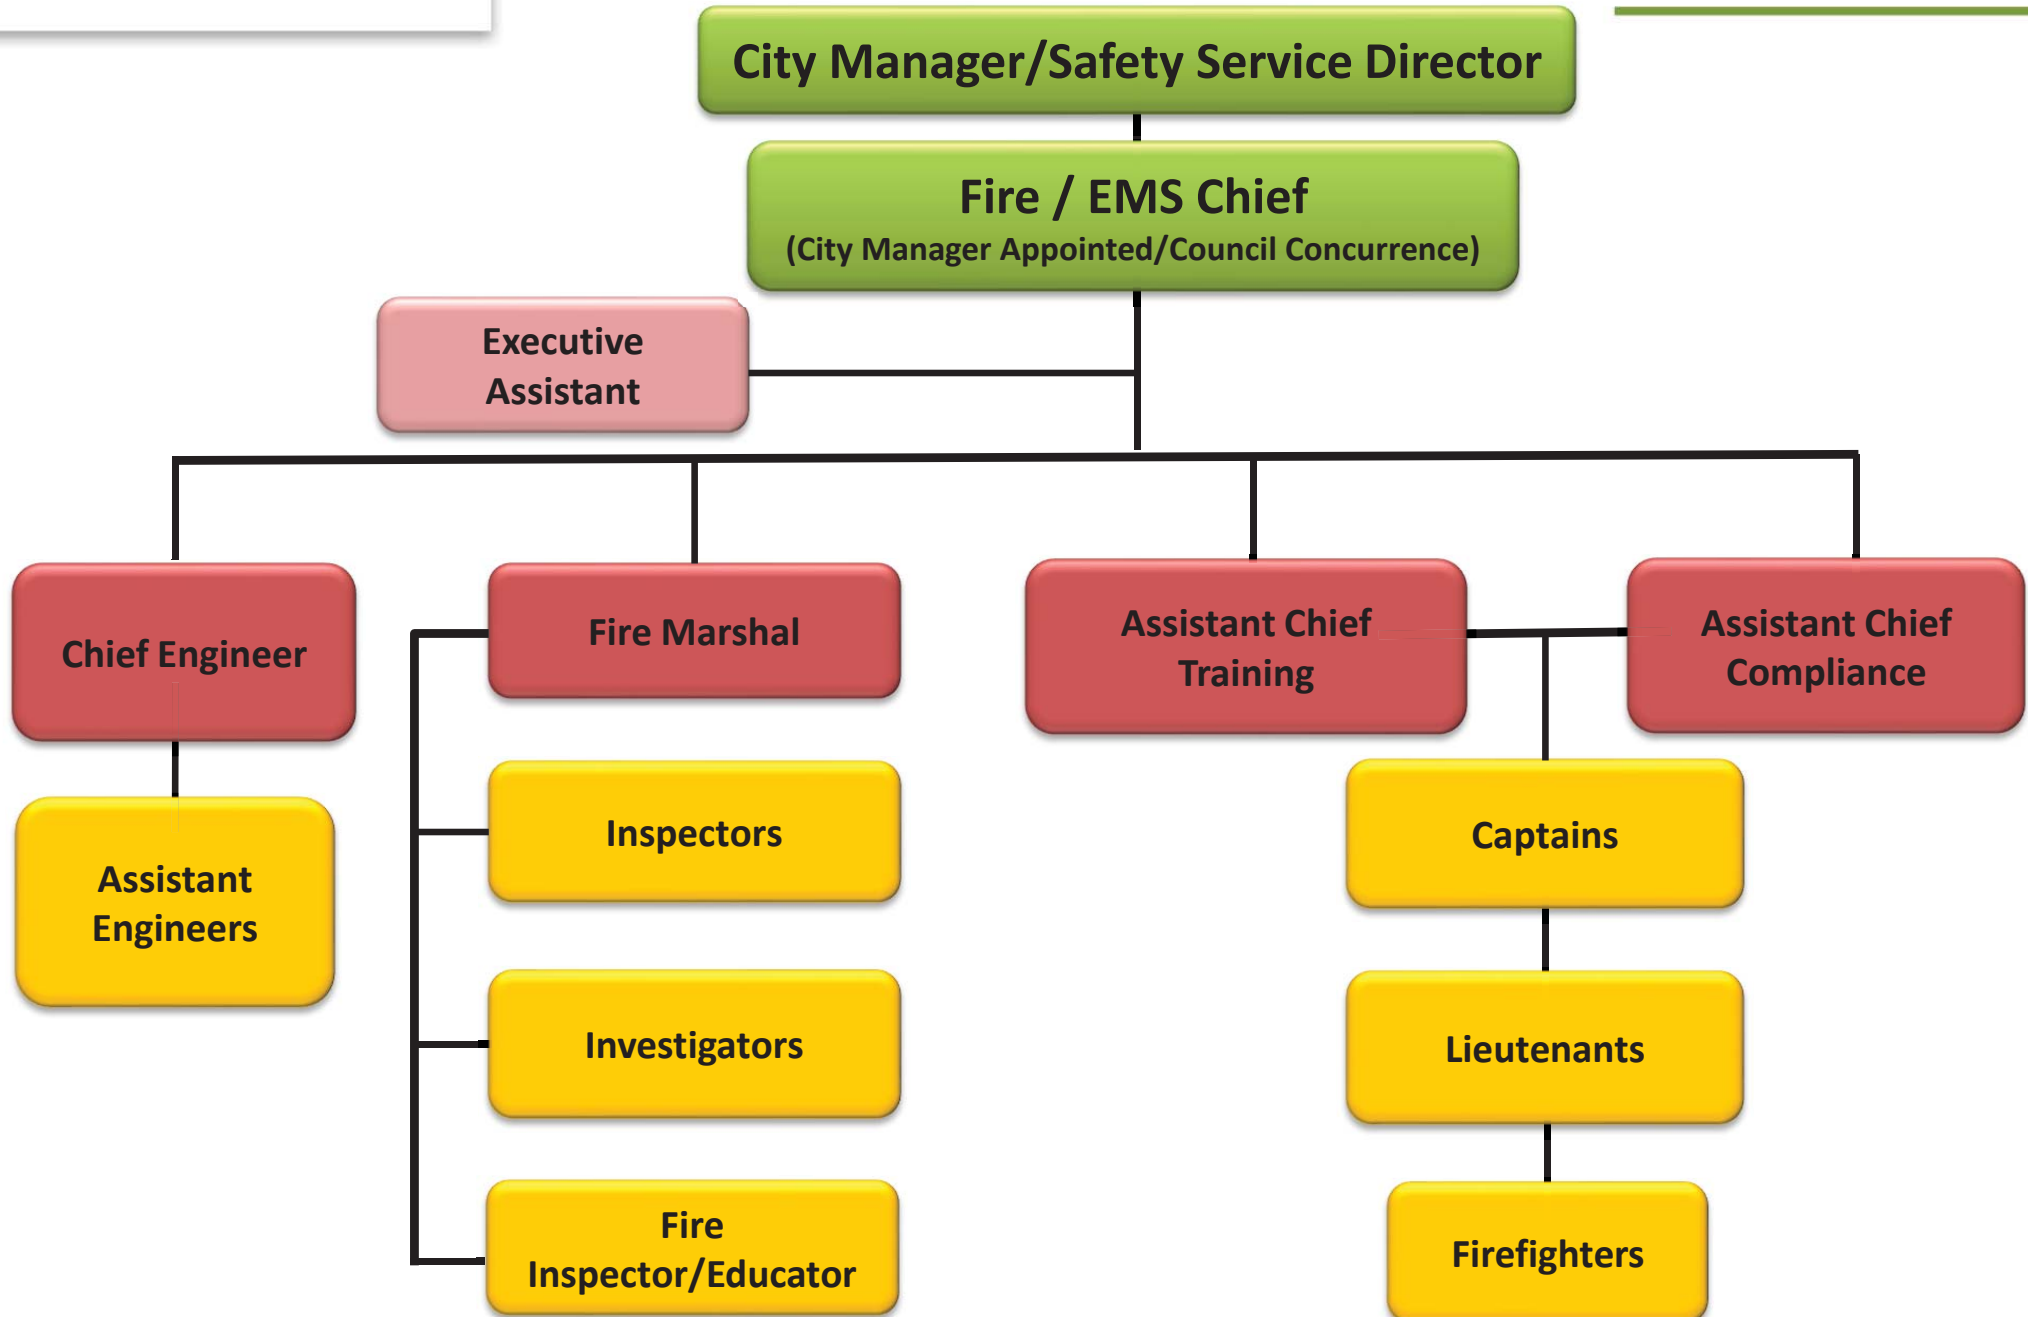 City Manager/Safety Service Director
Fire / EMS Chief
(City Manager Appointed/Council Concurrence)
Executive
Assistant
Chief Engineer
Fire Marshal
Assistant Chief
Training
Assistant Chief
Compliance
Assistant
Engineers
Inspectors
Captains
Investigators
Lieutenants
Fire
Inspector/Educator
Firefighters